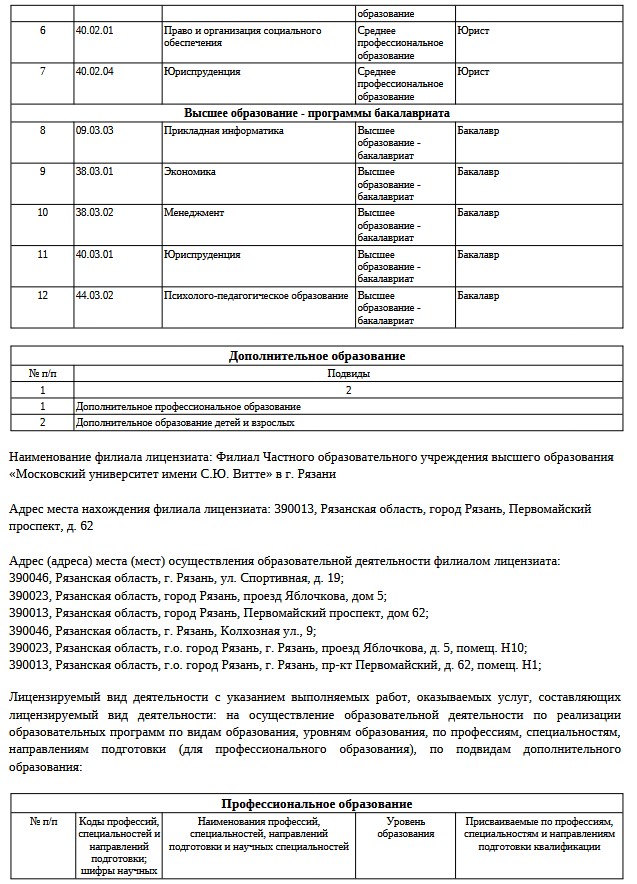 образование
6 40.02.01 Право и организация социального Среднее Юрист
обеспечения профессиональное
образование
7 40.02.04 Юриспруденция Среднее Юрист
профессиональное
образование
Высшее образование - программы бакалавриата
8 09.03.03 Прикладная информатика Высшее Бакалавр
образование -
бакалавриат
9 38.03.01 Экономика Высшее Бакалавр
образование -
бакалавриат
10 38.03.02 Менеджмент Высшее Бакалавр
образование -
бакалавриат
11 40.03.01 Юриспруденция Высшее Бакалавр
образование -
бакалавриат
12 44.03.02 Психолого-педагогическое образование Высшее Бакалавр
образование -
бакалавриат
Дополнительное образование
№ п/п Подвиды
1 2
1 Дополнительное профессиональное образование
2 Дополнительное образование детей и взрослых
Наименование филиала лицензиата: Филиал Частного образовательного учреждения высшего образования
«Московский университет имени С.Ю. Витте» в г. Рязани
Адрес места нахождения филиала лицензиата: 390013, Рязанская область, город Рязань, Первомайский
проспект, д. 62
Адрес (адреса) места (мест) осуществления образовательной деятельности филиалом лицензиата:
390046, Рязанская область, г. Рязань, ул. Спортивная, д. 19;
390023, Рязанская область, город Рязань, проезд Яблочкова, дом 5;
390013, Рязанская область, город Рязань, Первомайский проспект, дом 62;
390046, Рязанская область, г. Рязань, Колхозная ул., 9;
390023, Рязанская область, г.о. город Рязань, г. Рязань, проезд Яблочкова, д. 5, помещ. Н10;
390013, Рязанская область, г.о. город Рязань, г. Рязань, пр-кт Первомайский, д. 62, помещ. Н1;
Лицензируемый вид деятельности с указанием выполняемых работ, оказываемых услуг, составляющих
лицензируемый вид деятельности: на осуществление образовательной деятельности по реализации
образовательных программ по видам образования, уровням образования, по профессиям, специальностям,
направлениям подготовки (для профессионального образования), по подвидам дополнительного
образования:
Профессиональное образование
№ п/п Коды профессий, Наименования профессий, Уровень Присваиваемые по профессиям,
специальностей и специальностей, направлений образования специальностям и направлениям
направлений подготовки и научных специальностей подготовки квалификации
подготовки;
шифры научных